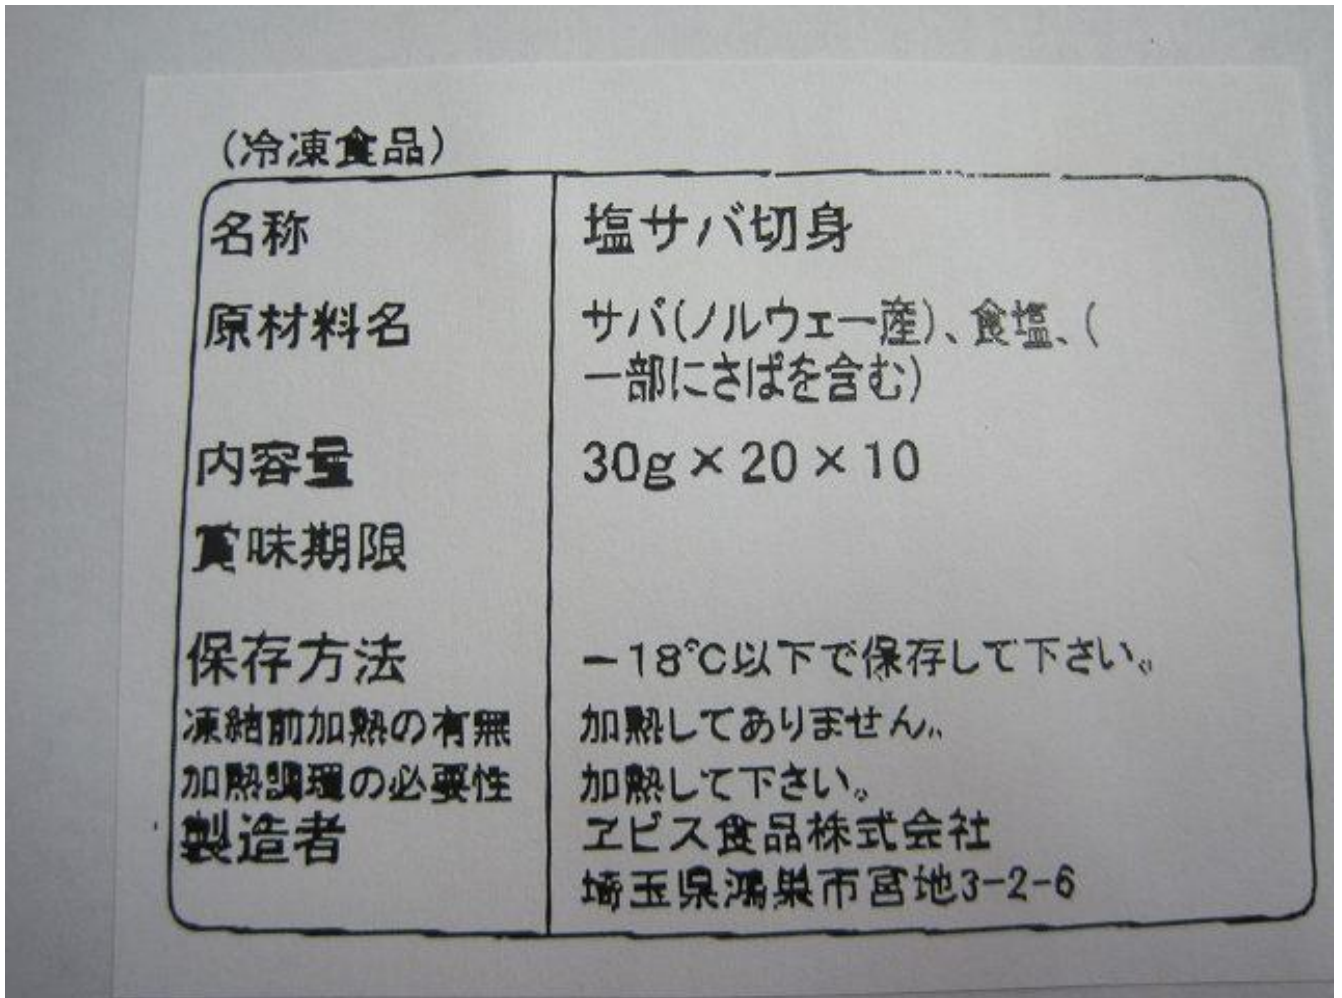 (冷凍食品)
名称 塩サバ切身
原材料名 サバ(ノルウェー産)、食塩、(
一部にさばを含む)
内容量 30g×20×10
賞味期限
保存方法 -18℃以下で保存して下さい。
凍結前加熱の有無 加熱してありません。
加熱調理の必要性 加熱して下さい。
製造者 ヱビス食品株式会社
埼玉県鴻巣市宮地3-2-6